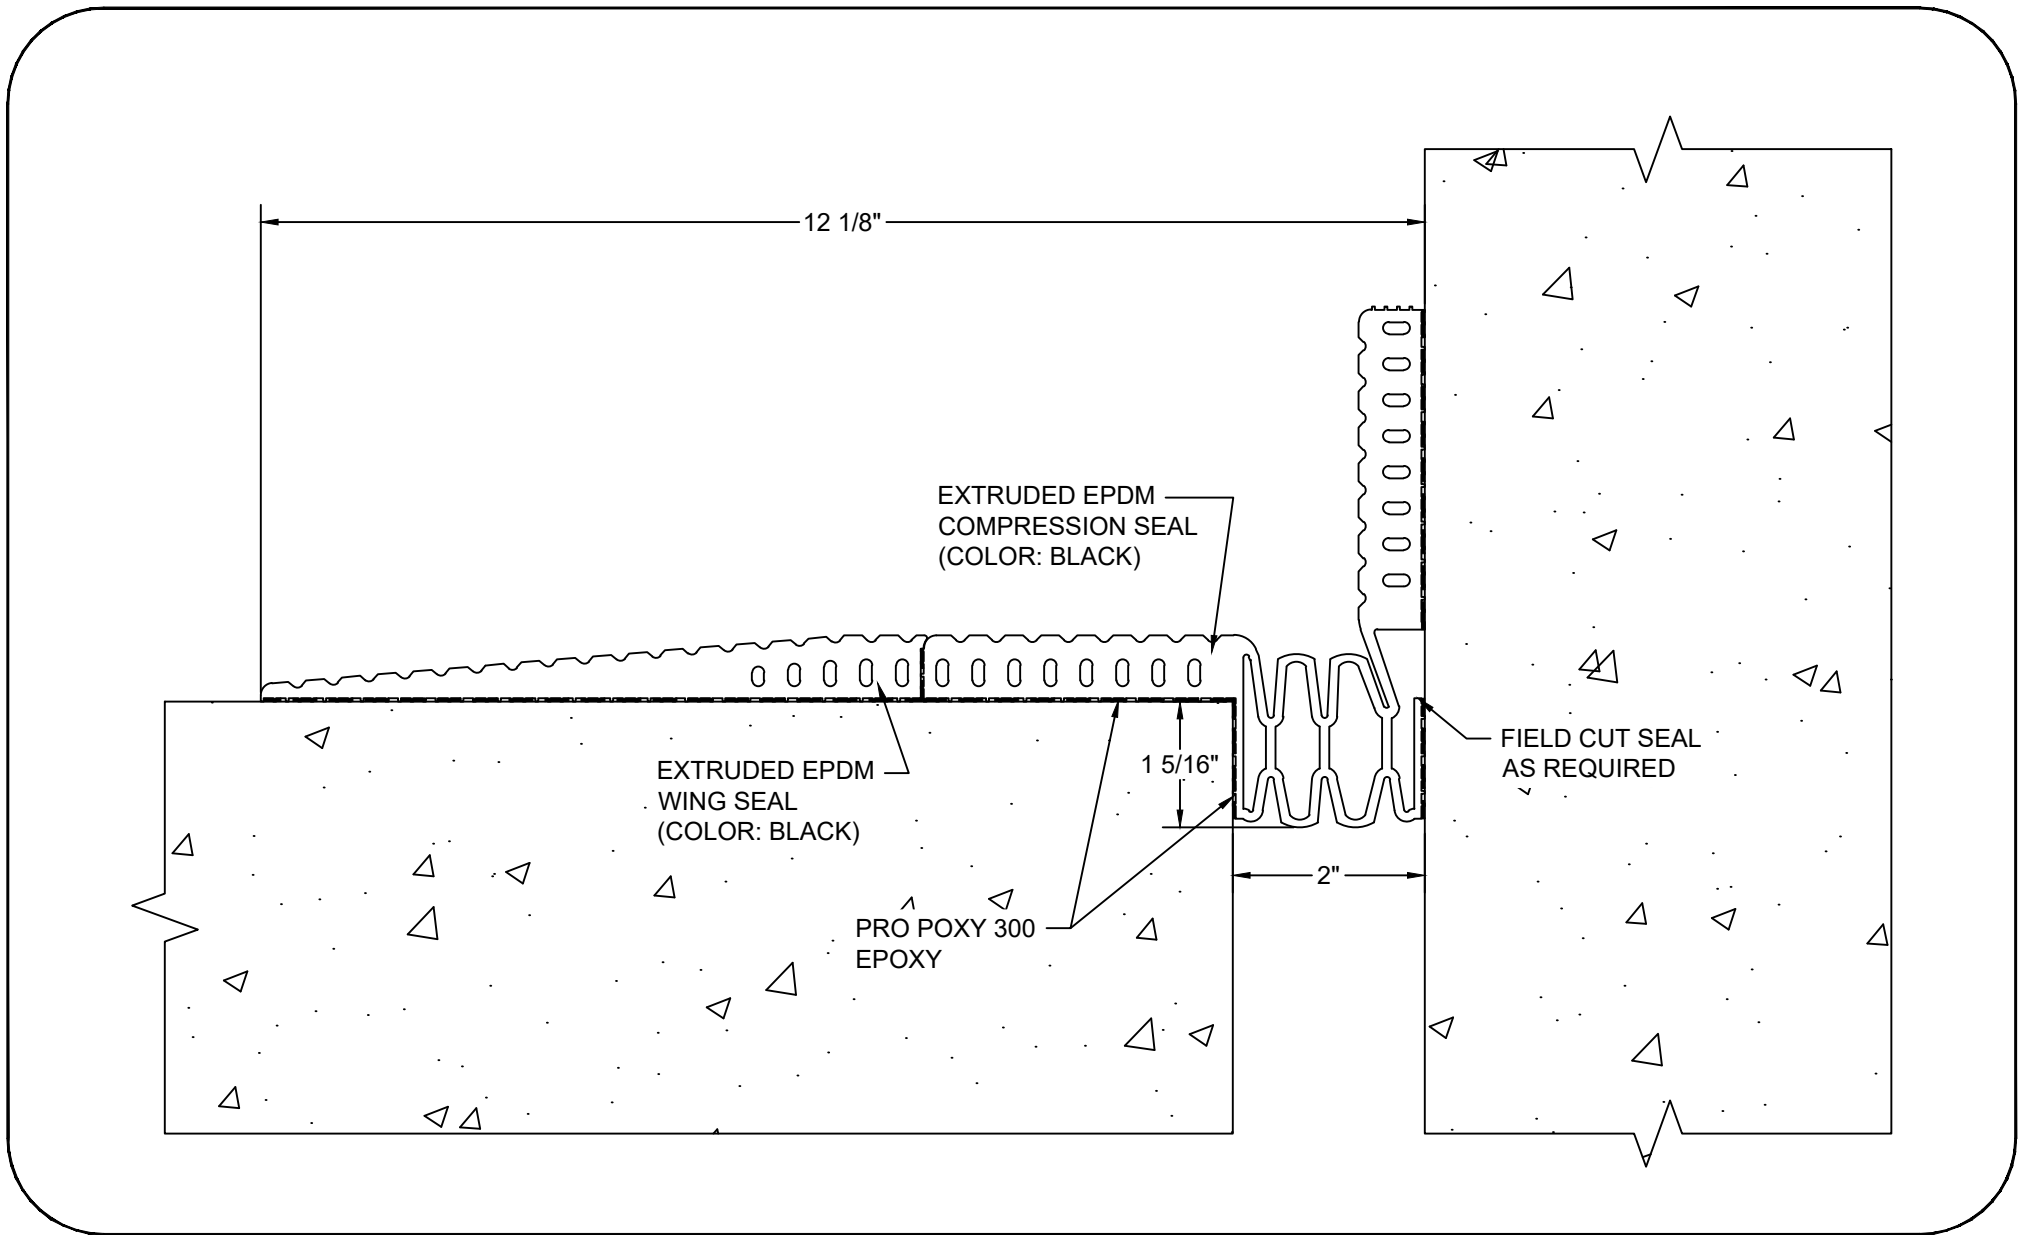 12 1/8"
EXTRUDED EPDM
COMPRESSION SEAL
(COLOR: BLACK)
FIELD CUT SEAL
AS REQUIRED
1 5/16"
EXTRUDED EPDM
WING SEAL
(COLOR: BLACK)
2"
PRO POXY 300
EPOXY